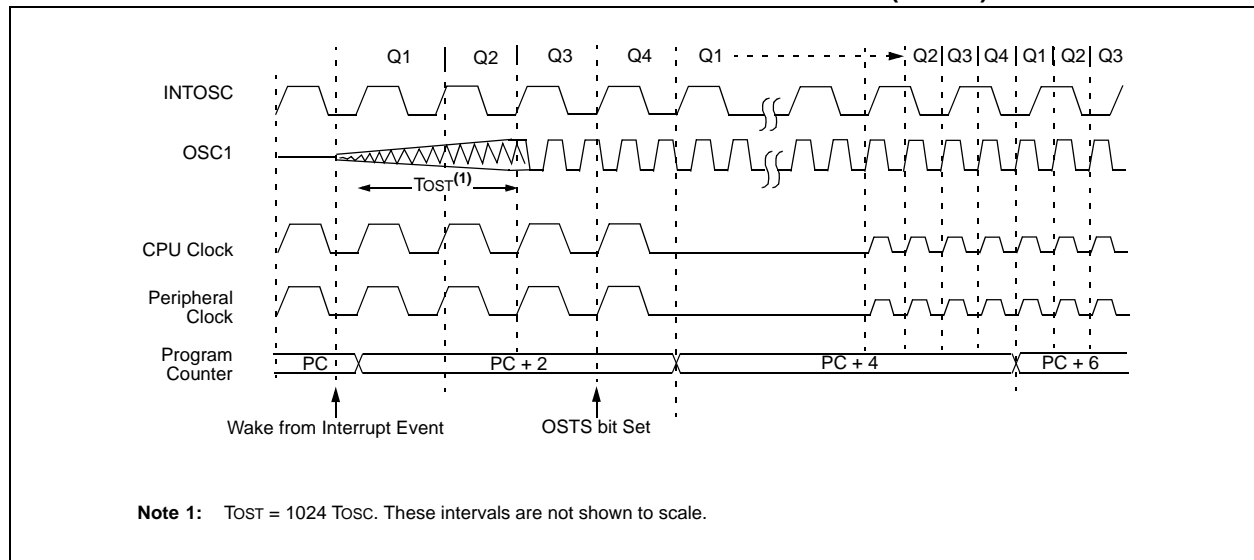 Q1 Q2 Q3 Q4 Q1 Q2 Q3 Q4 Q1 Q2 Q3
INTOSC
OSC1
TOST(1)
CPU Clock
Peripheral
Clock
Program
Counter
PC PC + 2 PC + 4 PC + 6
Wake from Interrupt Event OSTS bit Set
Note 1: TOST = 1024 TOSC. These intervals are not shown to scale.